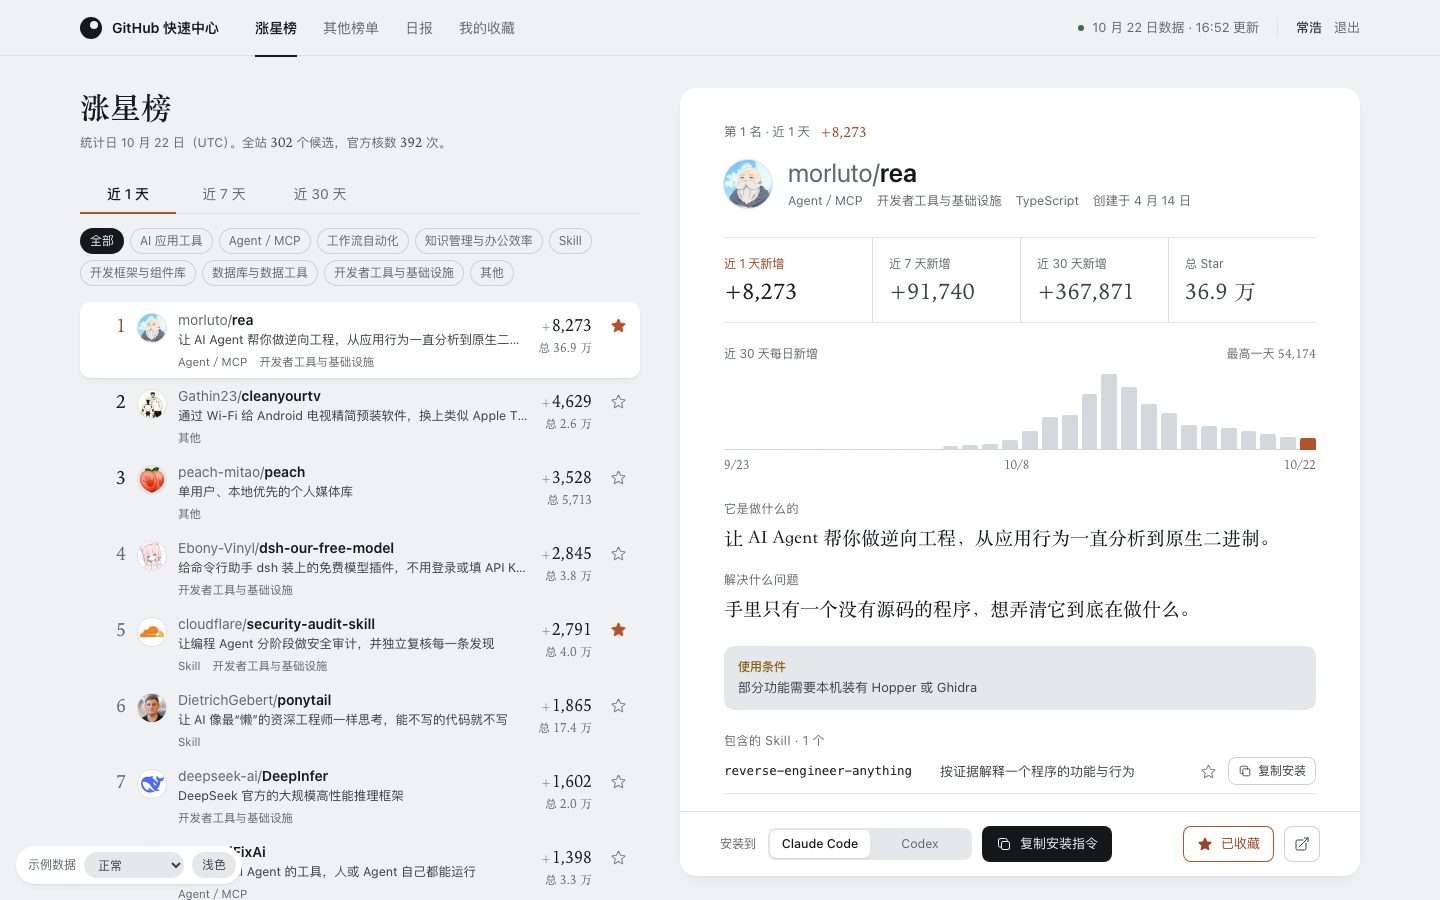 GitHub 快速中心
涨星榜
其他榜单
日报
我的收藏
10 月 22 日数据 · 16:52 更新
常浩
退出
涨星榜
统计日 10 月 22 日（UTC）。全站 302 个候选，官方核数 392 次。
近 1 天
近 7 天
近 30 天
全部
AI 应用工具
Agent / MCP
工作流自动化
知识管理与办公效率
Skill
开发框架与组件库
数据库与数据工具
开发者工具与基础设施
其他
1
morluto/rea
让 AI Agent 帮你做逆向工程，从应用行为一直分析到原生二...
Agent / MCP 开发者工具与基础设施
+8,273
总 36.9 万
2
Gathin23/cleanyourtv
通过 Wi-Fi 给 Android 电视精简预装软件，换上类似 Apple T...
其他
+4,629
总 2.6 万
3
peach-mitao/peach
单用户、本地优先的个人媒体库
其他
+3,528
总 5,713
4
Ebony-Vinyl/dsh-our-free-model
给命令行助手 dsh 装上的免费模型插件，不用登录或填 API K...
开发者工具与基础设施
+2,845
总 3.8 万
5
cloudflare/security-audit-skill
让编程 Agent 分阶段做安全审计，并独立复核每一条发现
Skill 开发者工具与基础设施
+2,791
总 4.0 万
6
DietrichGebert/ponytail
让 AI 像最“懒”的资深工程师一样思考，能不写的代码就不写
Skill
+1,865
总 17.4 万
7
deepseek-ai/DeepInfer
DeepSeek 官方的大规模高性能推理框架
开发者工具与基础设施
+1,602
总 2.0 万
/FixAi
Agent 的工具，人或 Agent 自己都能运行
Agent / MCP
+1,398
总 3.3 万
示例数据
正常
浅色
第 1 名 · 近 1 天 +8,273
morluto/rea
Agent / MCP 开发者工具与基础设施 TypeScript 创建于 4 月 14 日
近 1 天新增
+8,273
近 7 天新增
+91,740
近 30 天新增
+367,871
总 Star
36.9 万
近 30 天每日新增
最高一天 54,174
9/23
10/8
10/22
它是做什么的
让 AI Agent 帮你做逆向工程，从应用行为一直分析到原生二进制。
解决什么问题
手里只有一个没有源码的程序，想弄清它到底在做什么。
使用条件
部分功能需要本机装有 Hopper 或 Ghidra
包含的 Skill · 1 个
reverse-engineer-anything
按证据解释一个程序的功能与行为
复制安装
安装到
Claude Code
Codex
复制安装指令
已收藏